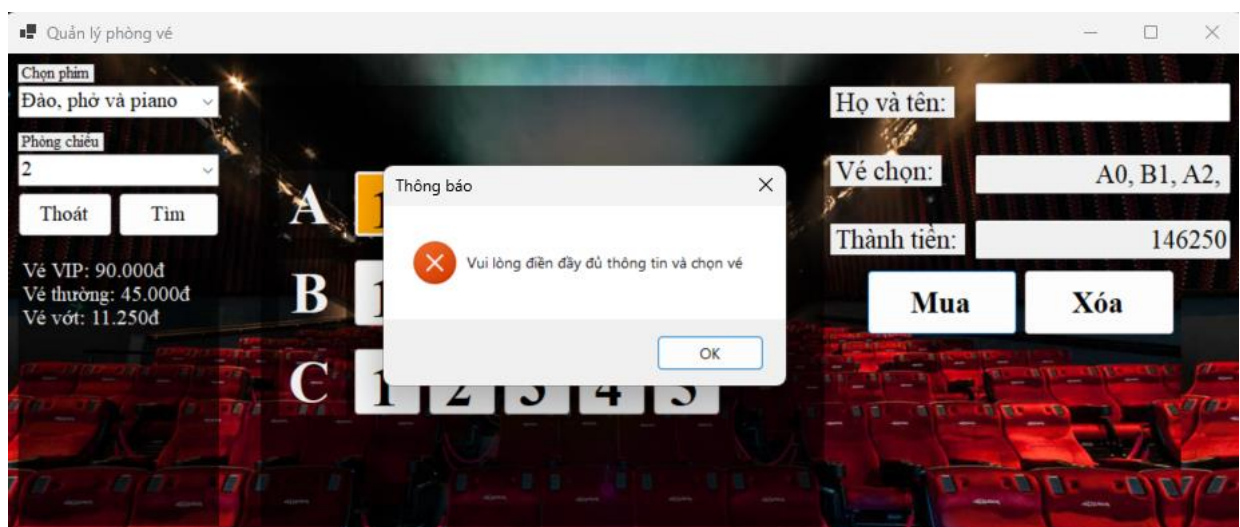 Quản lý phòng vé
Chọn phim
Đào, phở và piano
Phòng chiếu
2
Thoát Tìm
Vé VIP: 90.000đ
Vé thường: 45.000đ
Vé vớt: 11.250đ
A 1
B 1
C 1 2 3 4 5
Thông báo
Vui lòng điền đầy đủ thông tin và chọn vé
OK
Họ và tên:
Vé chọn: A0, B1, A2,
Thành tiền: 146250
Mua Xóa